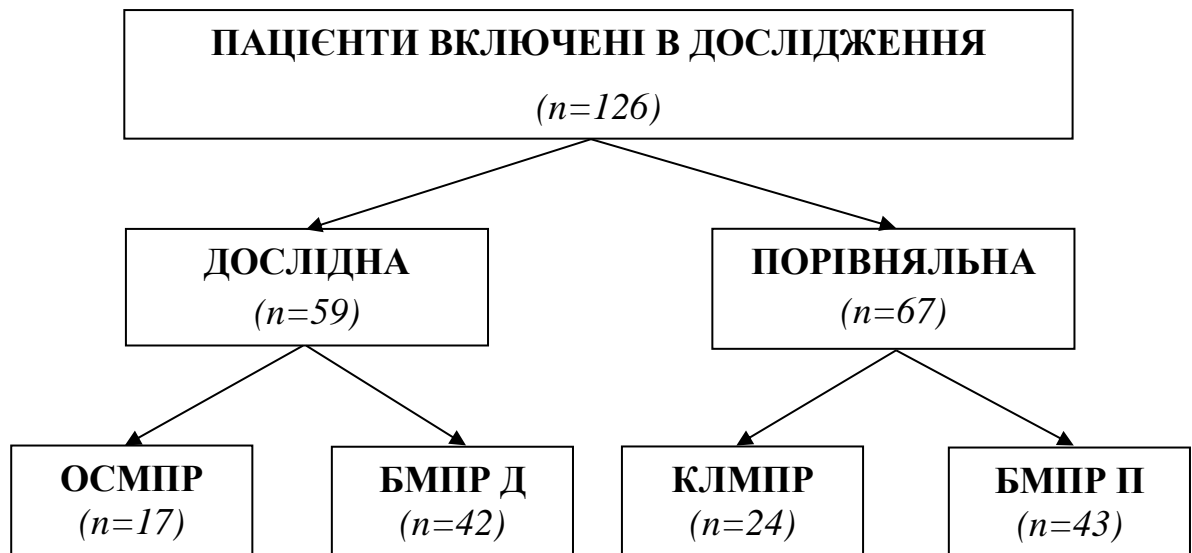 ПАЦІЄНТИ ВКЛЮЧЕНІ В ДОСЛІДЖЕННЯ
(n=126)
ДОСЛІДНА
(n=59)
ПОРІВНЯЛЬНА
(n=67)
ОСМПР
(n=17)
БМПР Д
(n=42)
КЛМПР
(n=24)
БМПР П
(n=43)